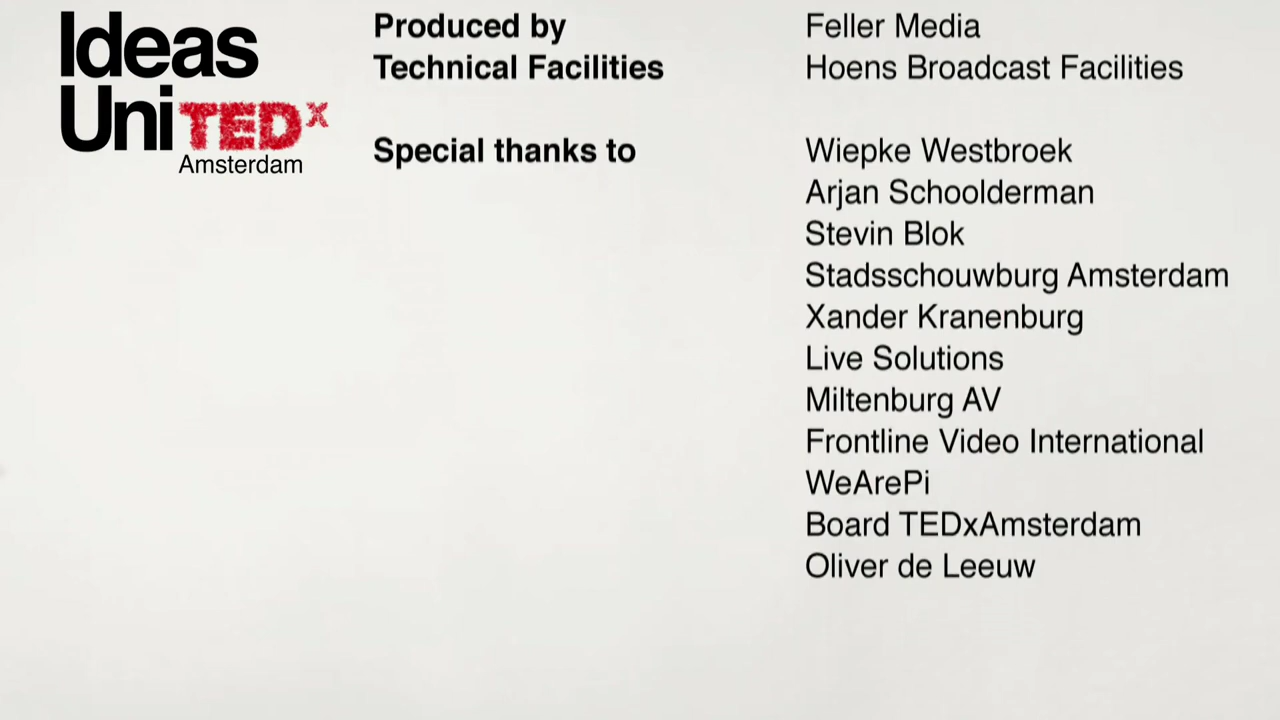 Ideas
UniTEDx
Amsterdam
Produced by Feller Media
Technical Facilities Hoens Broadcast Facilities
Special thanks to Wiepke Westbroek
Arjan Schoolderman
Stevin Blok
Stadsschouwburg Amsterdam
Xander Kranenburg
Live Solutions
Miltenburg AV
Frontline Video International
WeArePi
Board TEDxAmsterdam
Oliver de Leeuw